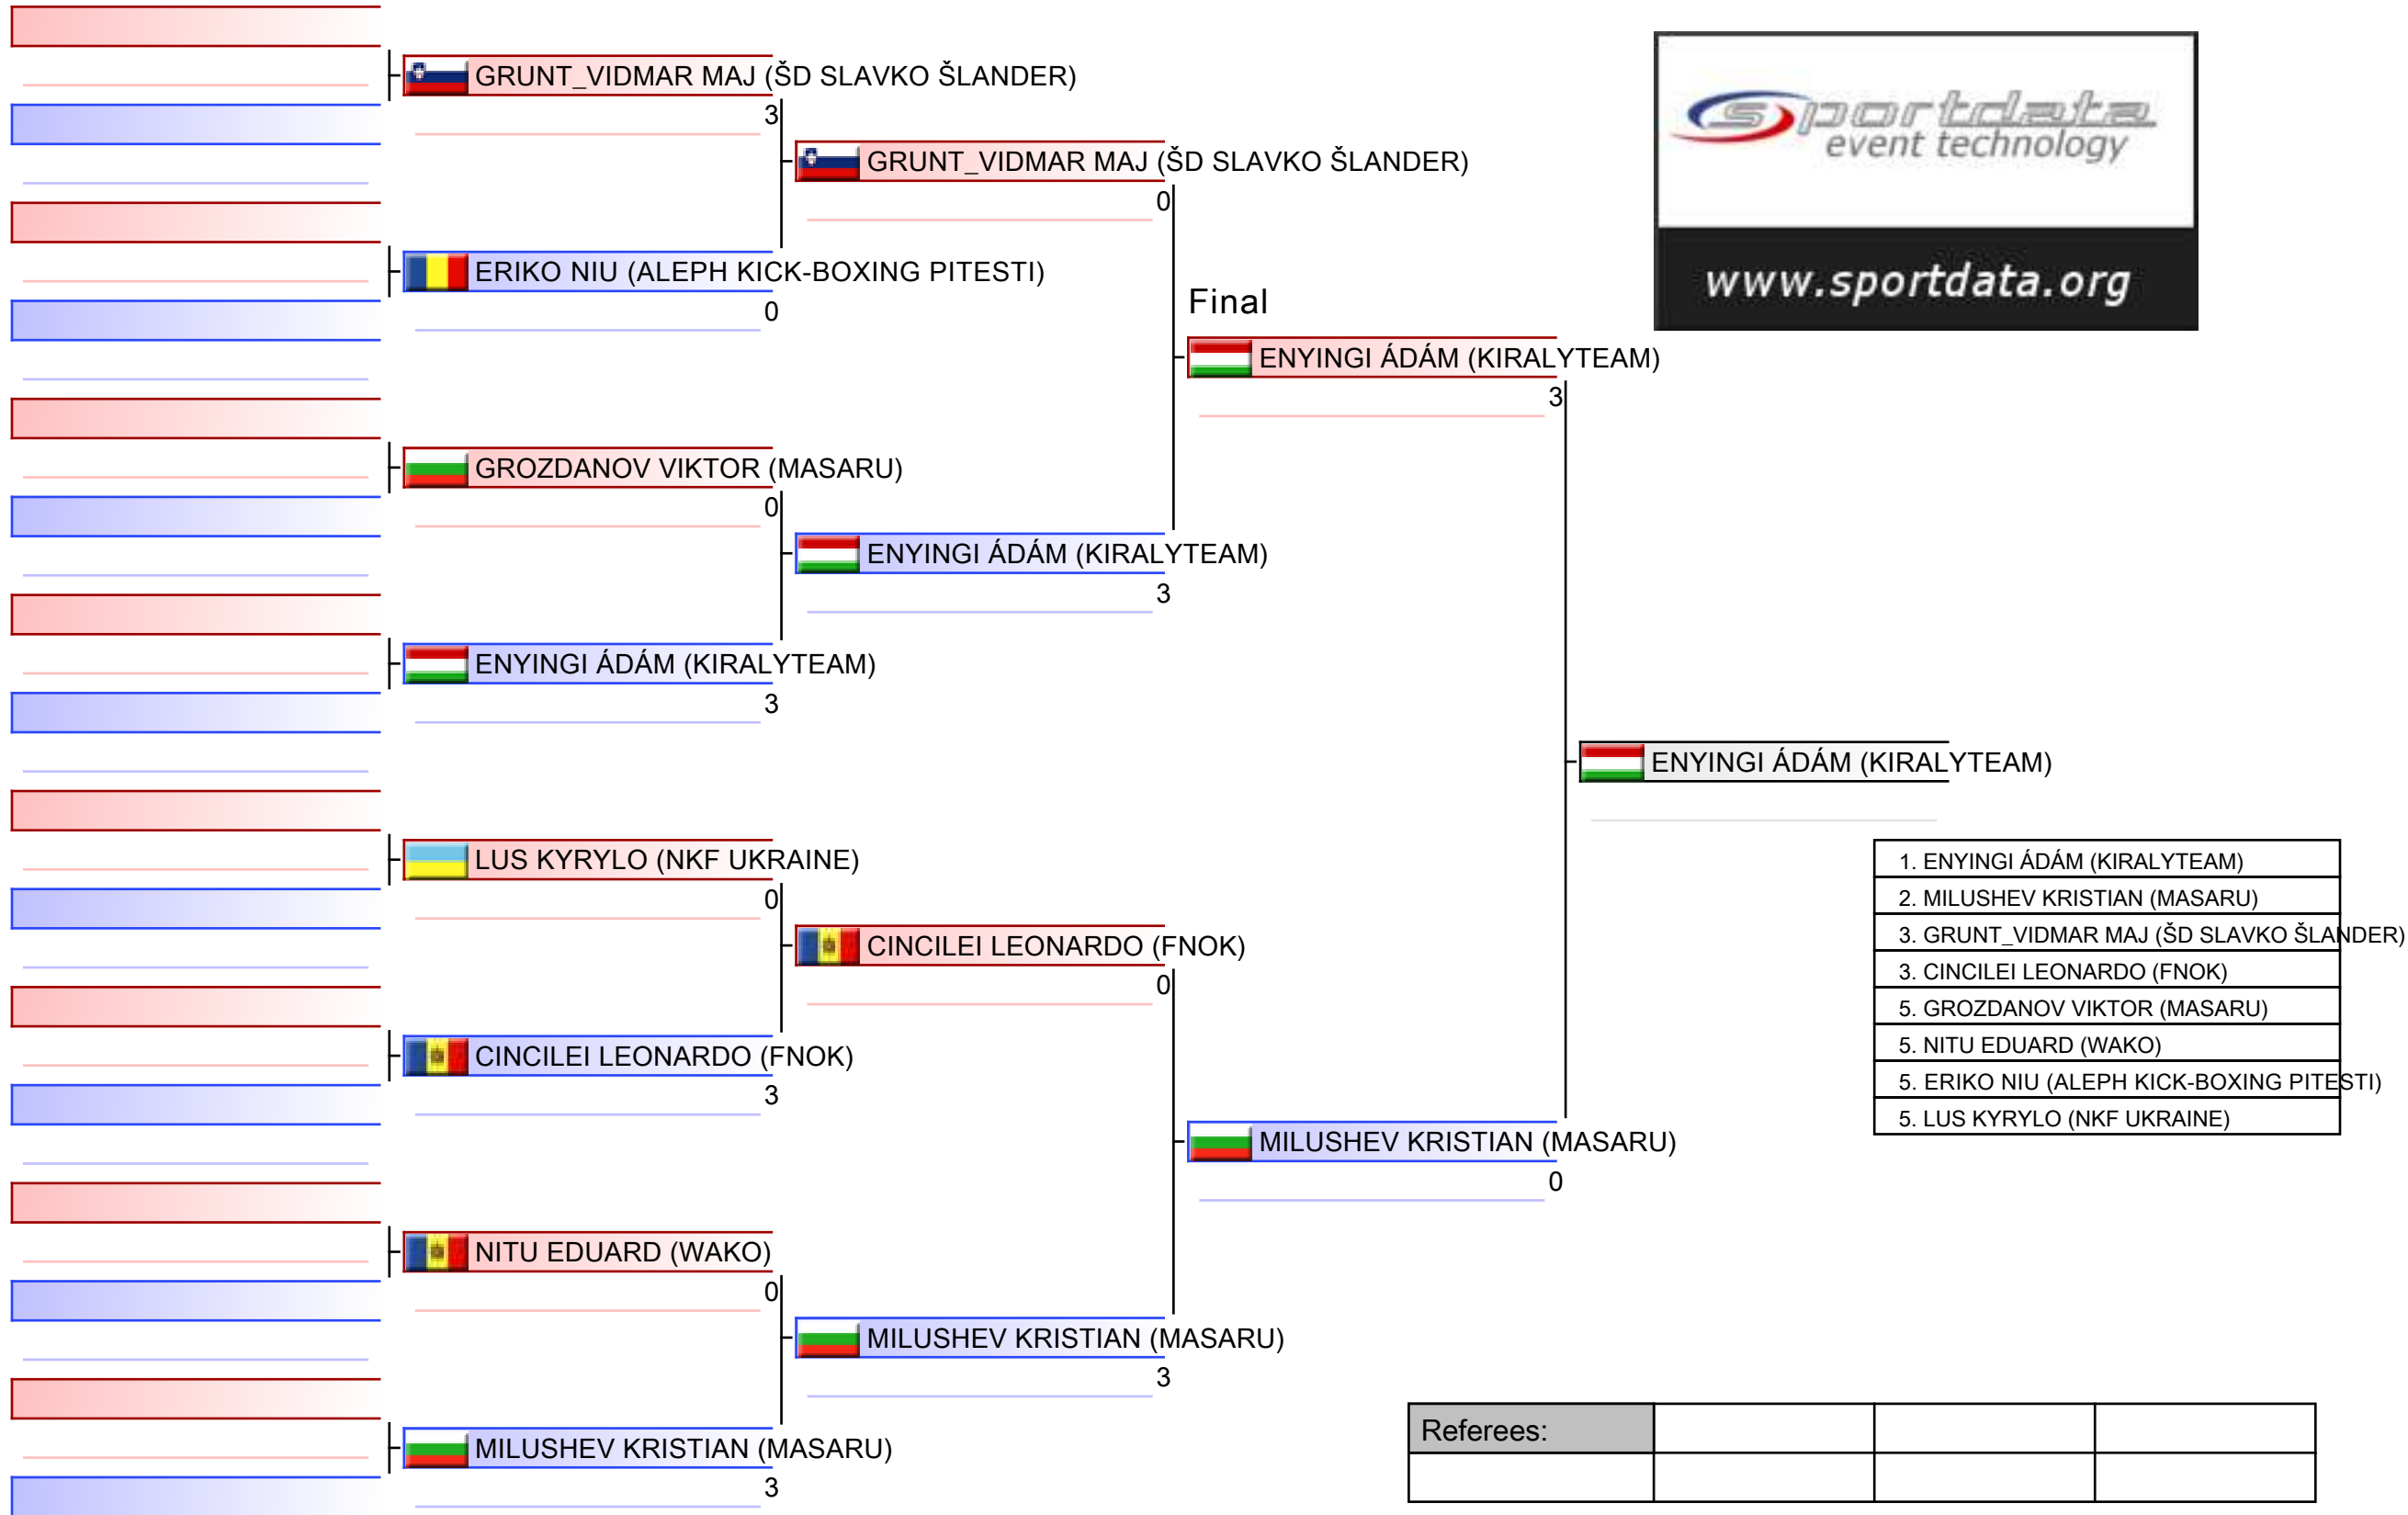 GRUNT_VIDMAR MAJ (ŠD SLAVKO ŠLANDER)
3
ERIKO NIU (ALEPH KICK-BOXING PITESTI)
0
GROZDANOV VIKTOR (MASARU)
0
ENYINGI ÁDÁM (KIRALYTEAM)
3
LUS KYRYLO (NKF UKRAINE)
0
CINCILEI LEONARDO (FNOK)
3
NITU EDUARD (WAKO)
0
MILUSHEV KRISTIAN (MASARU)
3
GRUNT_VIDMAR MAJ (ŠD SLAVKO ŠLANDER)
0
ENYINGI ÁDÁM (KIRALYTEAM)
3
CINCILEI LEONARDO (FNOK)
0
MILUSHEV KRISTIAN (MASARU)
3
Final
ENYINGI ÁDÁM (KIRALYTEAM)
3
MILUSHEV KRISTIAN (MASARU)
0
ENYINGI ÁDÁM (KIRALYTEAM)
sportdata
event technology
www.sportdata.org
1. ENYINGI ÁDÁM (KIRALYTEAM)
2. MILUSHEV KRISTIAN (MASARU)
3. GRUNT_VIDMAR MAJ (ŠD SLAVKO ŠLANDER)
3. CINCILEI LEONARDO (FNOK)
5. GROZDANOV VIKTOR (MASARU)
5. NITU EDUARD (WAKO)
5. ERIKO NIU (ALEPH KICK-BOXING PITESTI)
5. LUS KYRYLO (NKF UKRAINE)
Referees: